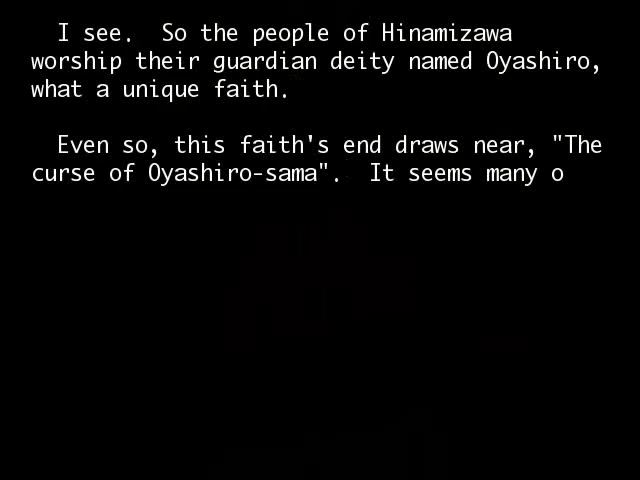 I see.  So the people of Hinamizawa
worship their guardian deity named Oyashiro,
what a unique faith.
Even so, this faith's end draws near, "The
curse of Oyashiro-sama".  It seems many o